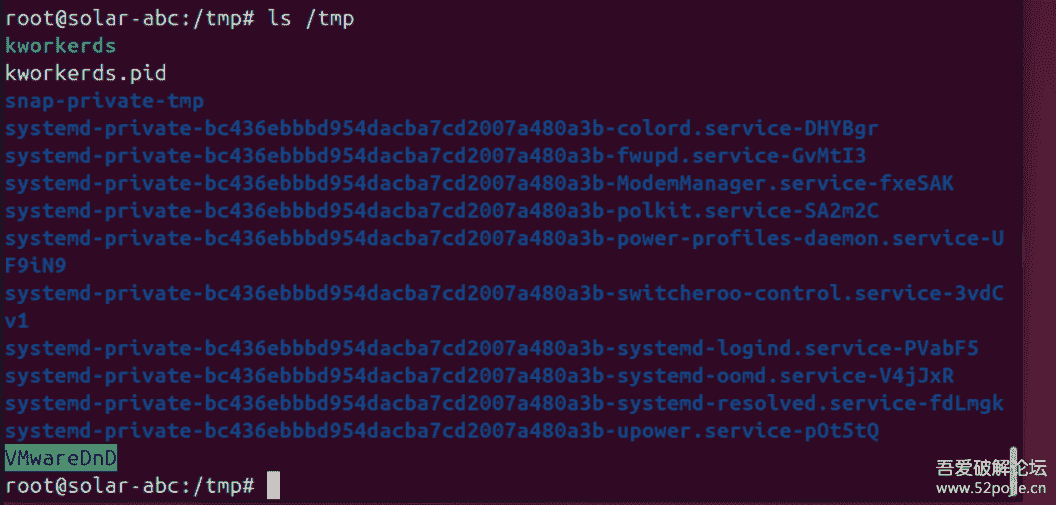 root@solar-abc:/tmp# ls /tmp
kworkerds
kworkerds.pid
snap-private-tmp
systemd-private-bc436ebbbd954dacba7cd2007a480a3b-colord.service-DHYBgr
systemd-private-bc436ebbbd954dacba7cd2007a480a3b-fwupd.service-GvMtI3
systemd-private-bc436ebbbd954dacba7cd2007a480a3b-ModemManager.service-fxeSAK
systemd-private-bc436ebbbd954dacba7cd2007a480a3b-polkit.service-SA2m2C
systemd-private-bc436ebbbd954dacba7cd2007a480a3b-power-profiles-daemon.service-U
F9iN9
systemd-private-bc436ebbbd954dacba7cd2007a480a3b-switcheroo-control.service-3vdC
v1
systemd-private-bc436ebbbd954dacba7cd2007a480a3b-systemd-logind.service-PVabF5
systemd-private-bc436ebbbd954dacba7cd2007a480a3b-systemd-oomd.service-V4jJxR
systemd-private-bc436ebbbd954dacba7cd2007a480a3b-systemd-resolved.service-fdLmgk
systemd-private-bc436ebbbd954dacba7cd2007a480a3b-upower.service-pOt5tQ
VMwareDnD
root@solar-abc:/tmp#
吾爱破解论坛
www.52pojie.cn